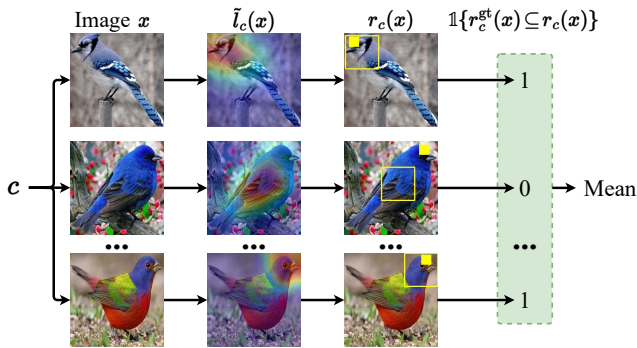 Image x l̃_c(x) r_c(x) 𝟙{r_c^gt(x) ⊆ r_c(x)}
1
c 0 Mean
... ... ... ...
1